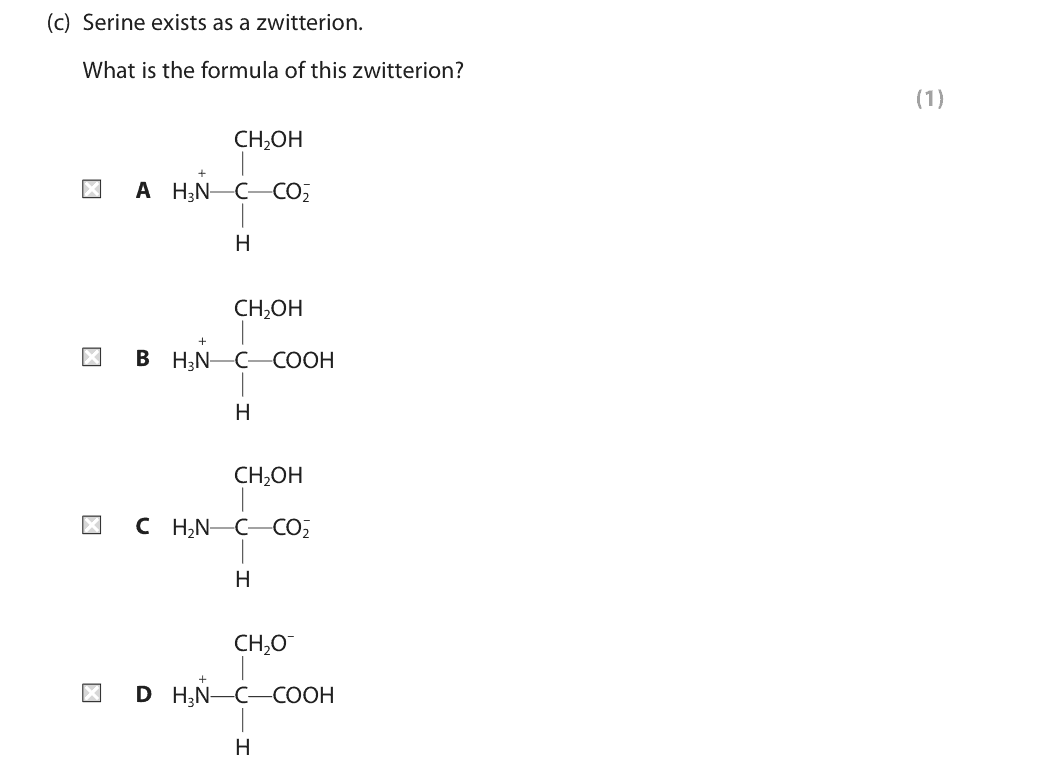 (c) Serine exists as a zwitterion.
What is the formula of this zwitterion?
(1)
CH₂OH
+
A H₃N—C—CO₂⁻
H
CH₂OH
+
B H₃N—C—COOH
H
CH₂OH
C H₂N—C—CO₂⁻
H
CH₂O⁻
+
D H₃N—C—COOH
H